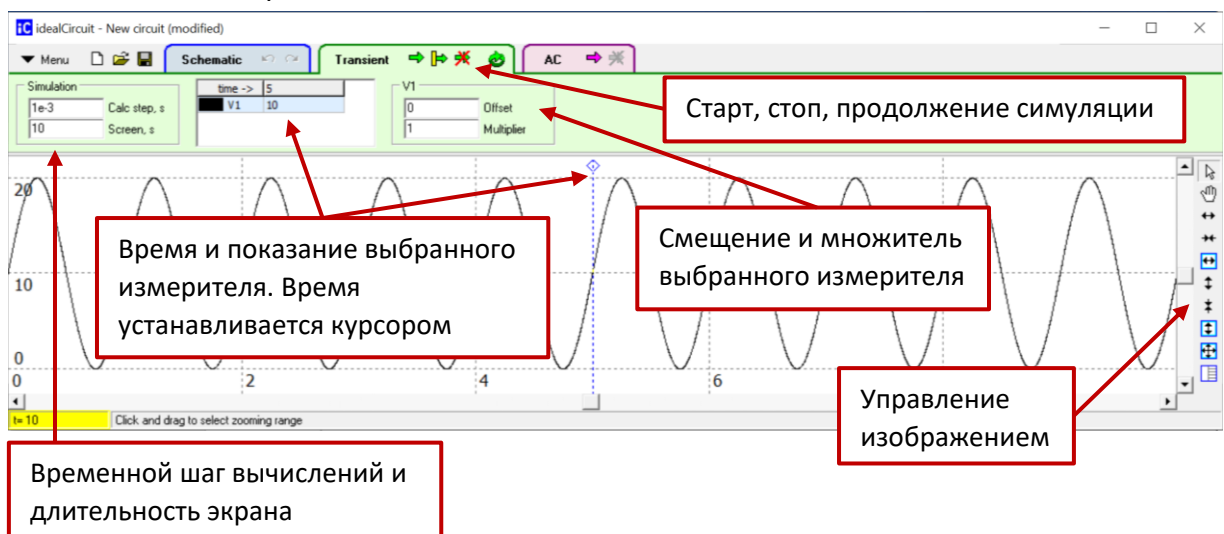 idealCircuit - New circuit (modified)
Menu Schematic Transient AC
Simulation
1e-3 Calc step, s
10 Screen, s
time -> 5
V1 10
V1
0 Offset
1 Multiplier
Старт, стоп, продолжение симуляции
20
10
0
Время и показание выбранного
измерителя. Время
устанавливается курсором
Смещение и множитель
выбранного измерителя
0 2 4 6
Управление
изображением
t= 10 Click and drag to select zooming range
Временной шаг вычислений и
длительность экрана